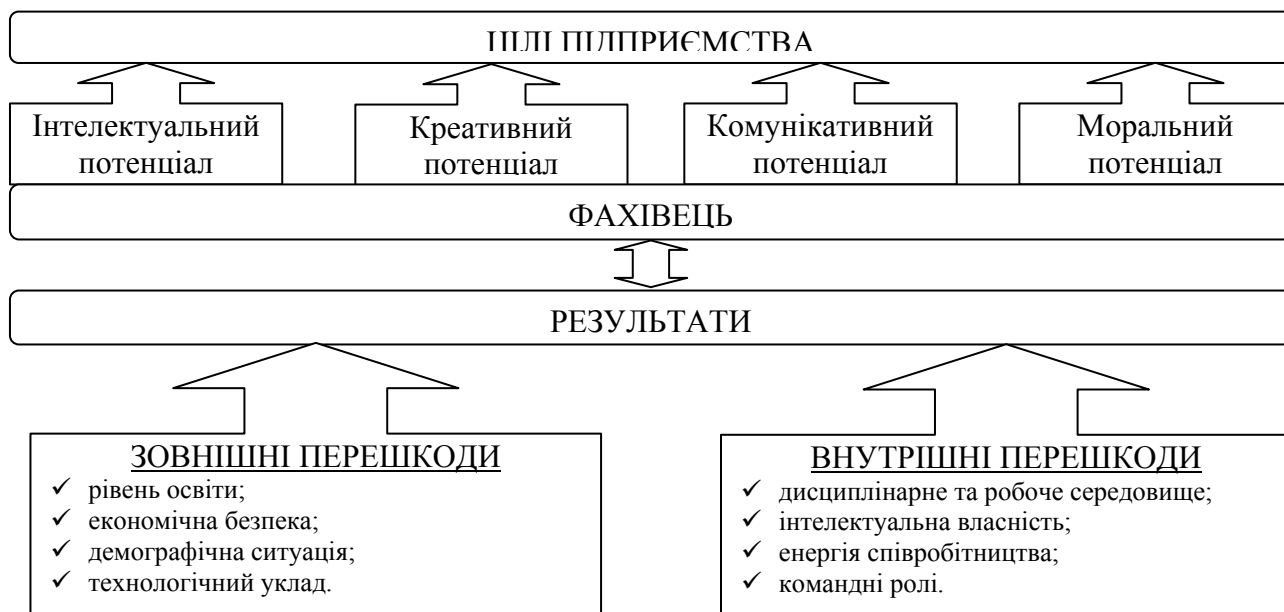 ЦІЛІ ПІДПРИЄМСТВА
Інтелектуальний
потенціал
Креативний
потенціал
Комунікативний
потенціал
Моральний
потенціал
ФАХІВЕЦЬ
РЕЗУЛЬТАТИ
ЗОВНІШНІ ПЕРЕШКОДИ
✓ рівень освіти;
✓ економічна безпека;
✓ демографічна ситуація;
✓ технологічний уклад.
ВНУТРІШНІ ПЕРЕШКОДИ
✓ дисциплінарне та робоче середовище;
✓ інтелектуальна власність;
✓ енергія співробітництва;
✓ командні ролі.